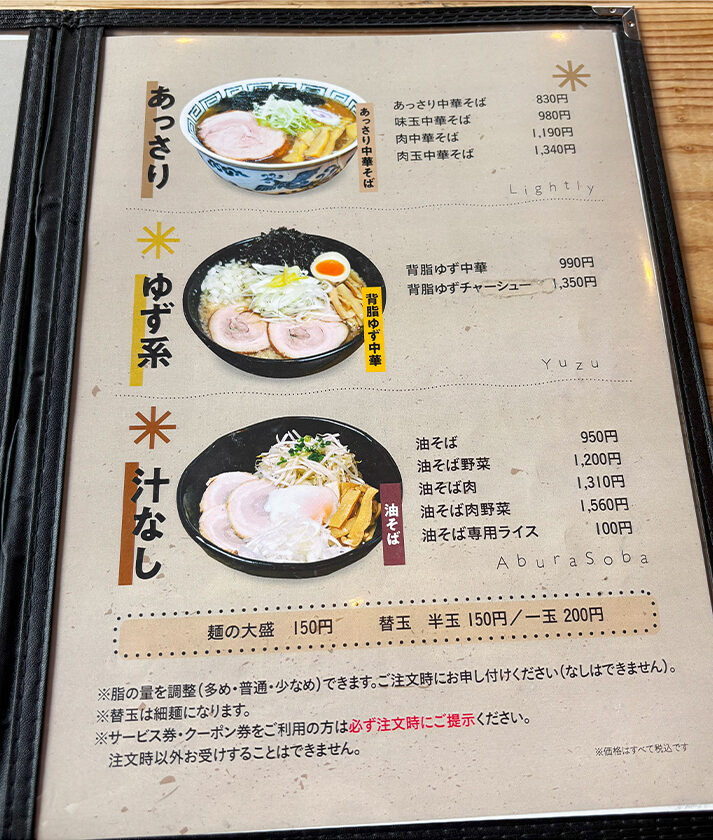 あっさり
あっさり中華そば
あっさり中華そば 830円
味玉中華そば 980円
肉中華そば 1,190円
肉玉中華そば 1,340円
Lightly
ゆず系
背脂ゆず中華
背脂ゆず中華 990円
背脂ゆずチャーシュー 1,350円
Yuzu
汁なし
油そば
油そば 950円
油そば野菜 1,200円
油そば肉 1,310円
油そば肉野菜 1,560円
油そば専用ライス 100円
AburaSoba
麺の大盛 150円 替玉 半玉 150円/一玉 200円
※脂の量を調整(多め・普通・少なめ)できます。ご注文時にお申し付けください(なしはできません)。
※替玉は細麺になります。
※サービス券・クーポン券をご利用の方は必ず注文時にご提示ください。
注文時以外お受けすることはできません。
※価格はすべて税込です